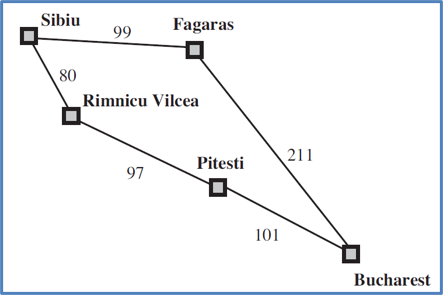 Sibiu
99
Fagaras
80
Rimnicu Vilcea
97
Pitesti
211
101
Bucharest